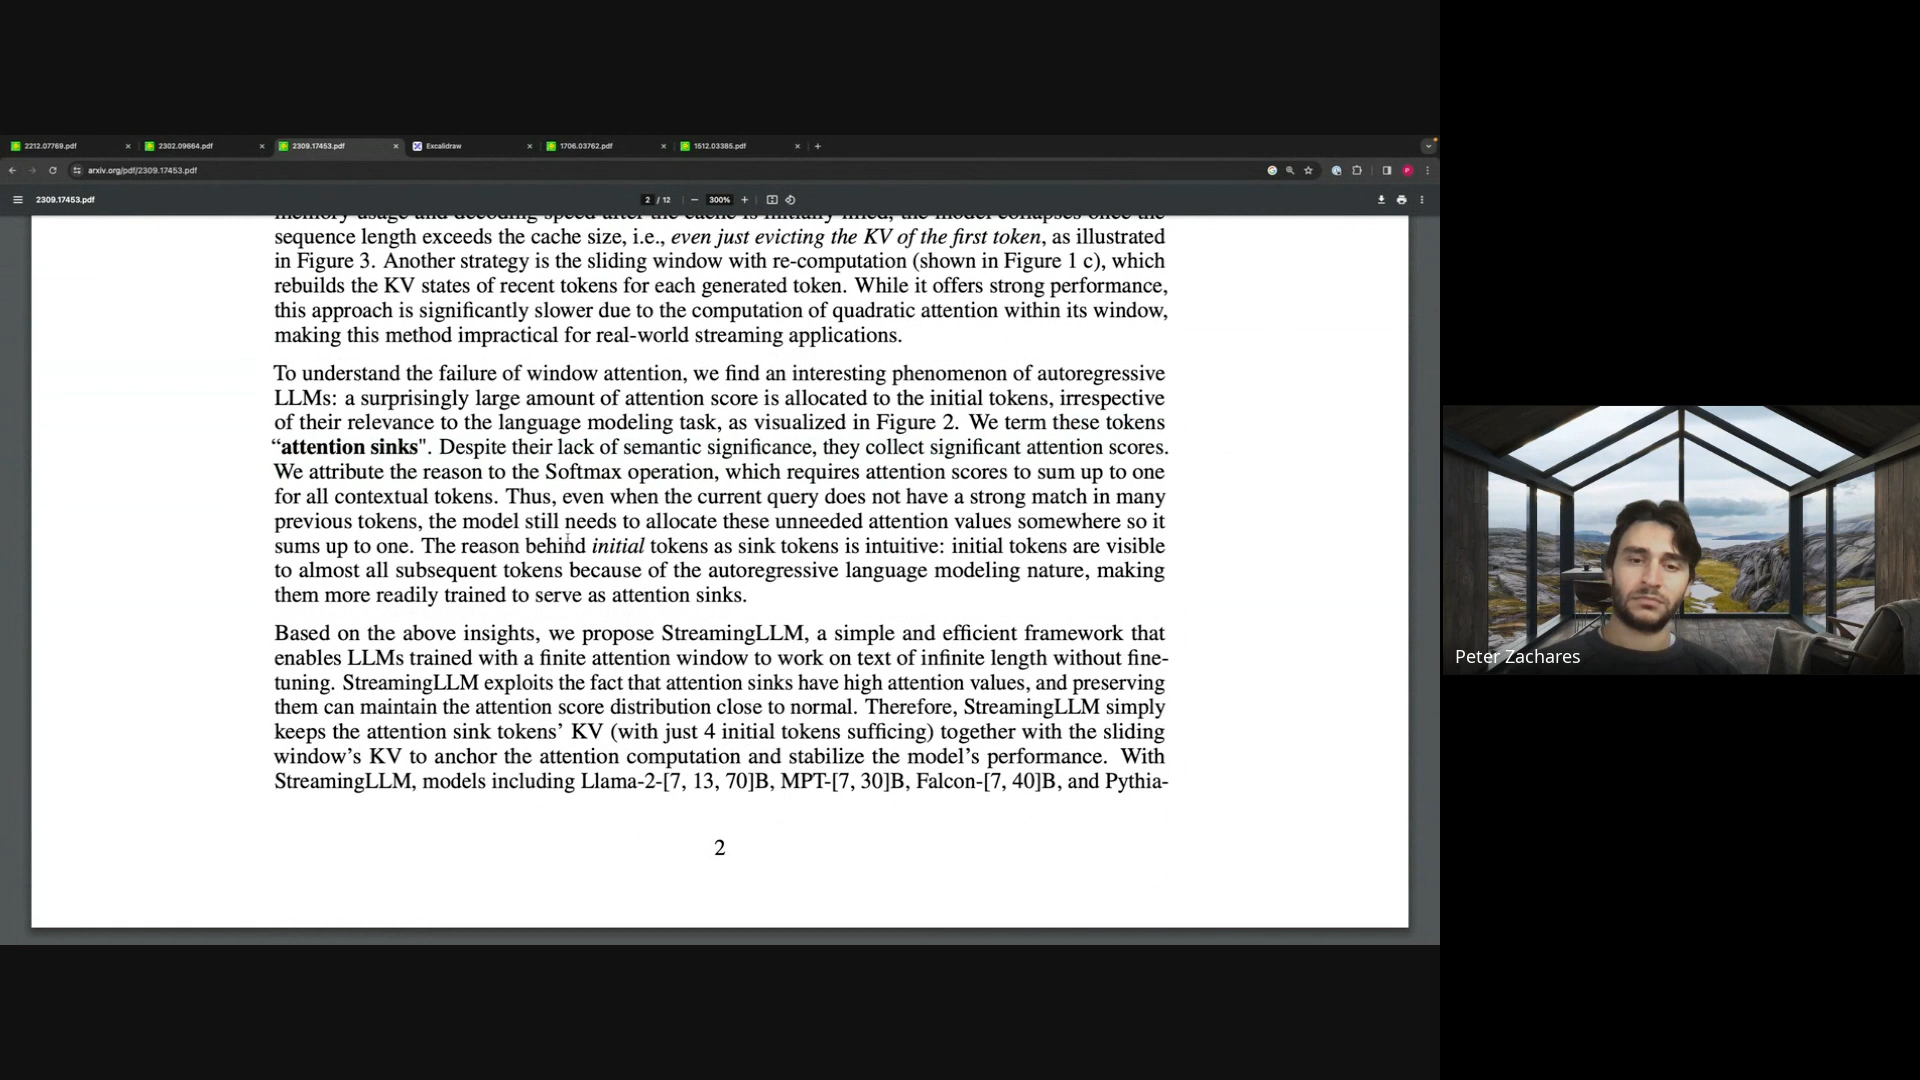 2212.07769.pdf
2302.09664.pdf
2309.17453.pdf
Excalidraw
1706.03762.pdf
1512.03385.pdf
arxiv.org/pdf/2309.17453.pdf
2309.17453.pdf
2 / 12
300%
memory usage and decoding speed after the cache is initially filled, the model collapses once the
sequence length exceeds the cache size, i.e., even just evicting the KV of the first token, as illustrated
in Figure 3. Another strategy is the sliding window with re-computation (shown in Figure 1 c), which
rebuilds the KV states of recent tokens for each generated token. While it offers strong performance,
this approach is significantly slower due to the computation of quadratic attention within its window,
making this method impractical for real-world streaming applications.
To understand the failure of window attention, we find an interesting phenomenon of autoregressive
LLMs: a surprisingly large amount of attention score is allocated to the initial tokens, irrespective
of their relevance to the language modeling task, as visualized in Figure 2. We term these tokens
“attention sinks". Despite their lack of semantic significance, they collect significant attention scores.
We attribute the reason to the Softmax operation, which requires attention scores to sum up to one
for all contextual tokens. Thus, even when the current query does not have a strong match in many
previous tokens, the model still needs to allocate these unneeded attention values somewhere so it
sums up to one. The reason behind initial tokens as sink tokens is intuitive: initial tokens are visible
to almost all subsequent tokens because of the autoregressive language modeling nature, making
them more readily trained to serve as attention sinks.
Based on the above insights, we propose StreamingLLM, a simple and efficient framework that
enables LLMs trained with a finite attention window to work on text of infinite length without fine-
tuning. StreamingLLM exploits the fact that attention sinks have high attention values, and preserving
them can maintain the attention score distribution close to normal. Therefore, StreamingLLM simply
keeps the attention sink tokens’ KV (with just 4 initial tokens sufficing) together with the sliding
window’s KV to anchor the attention computation and stabilize the model’s performance. With
StreamingLLM, models including Llama-2-[7, 13, 70]B, MPT-[7, 30]B, Falcon-[7, 40]B, and Pythia-
2
P
Peter Zachares